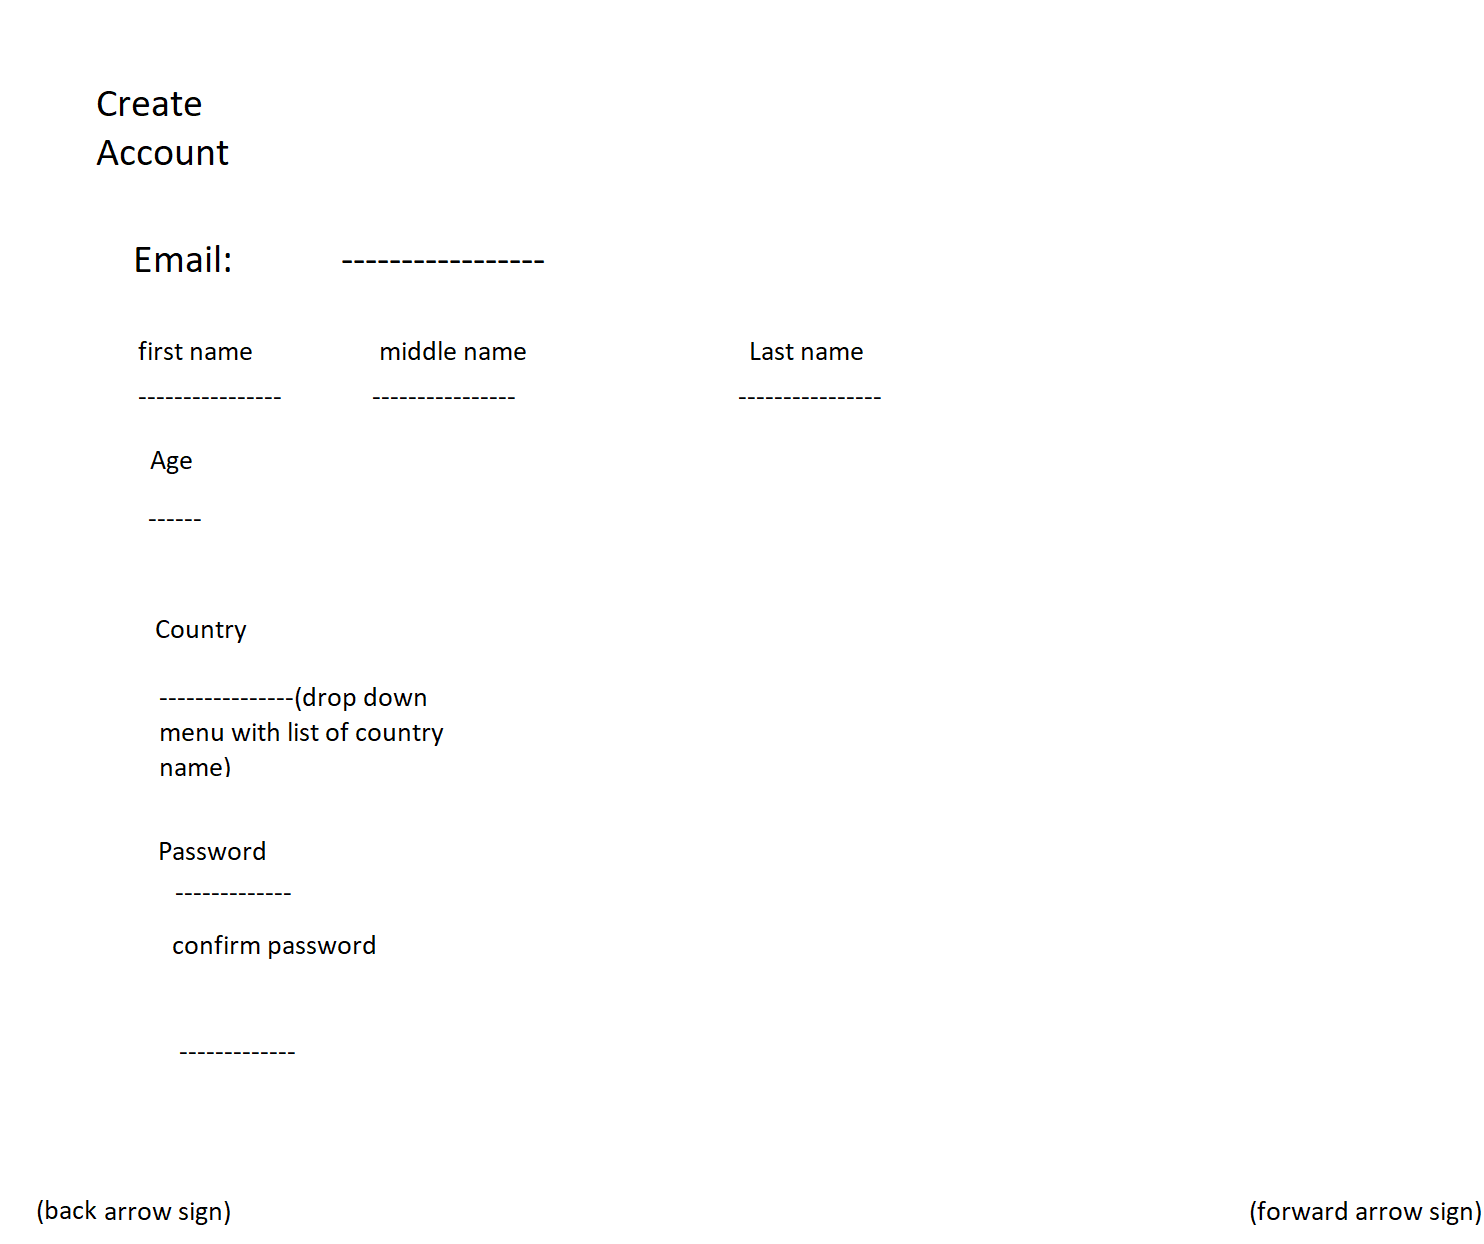 Create
Account
Email: -----------------
first name middle name Last name
---------------- ---------------- ----------------
Age
------
Country
---------------(drop down
menu with list of country
name)
Password
-------------
confirm password
-------------
(back arrow sign) (forward arrow sign)